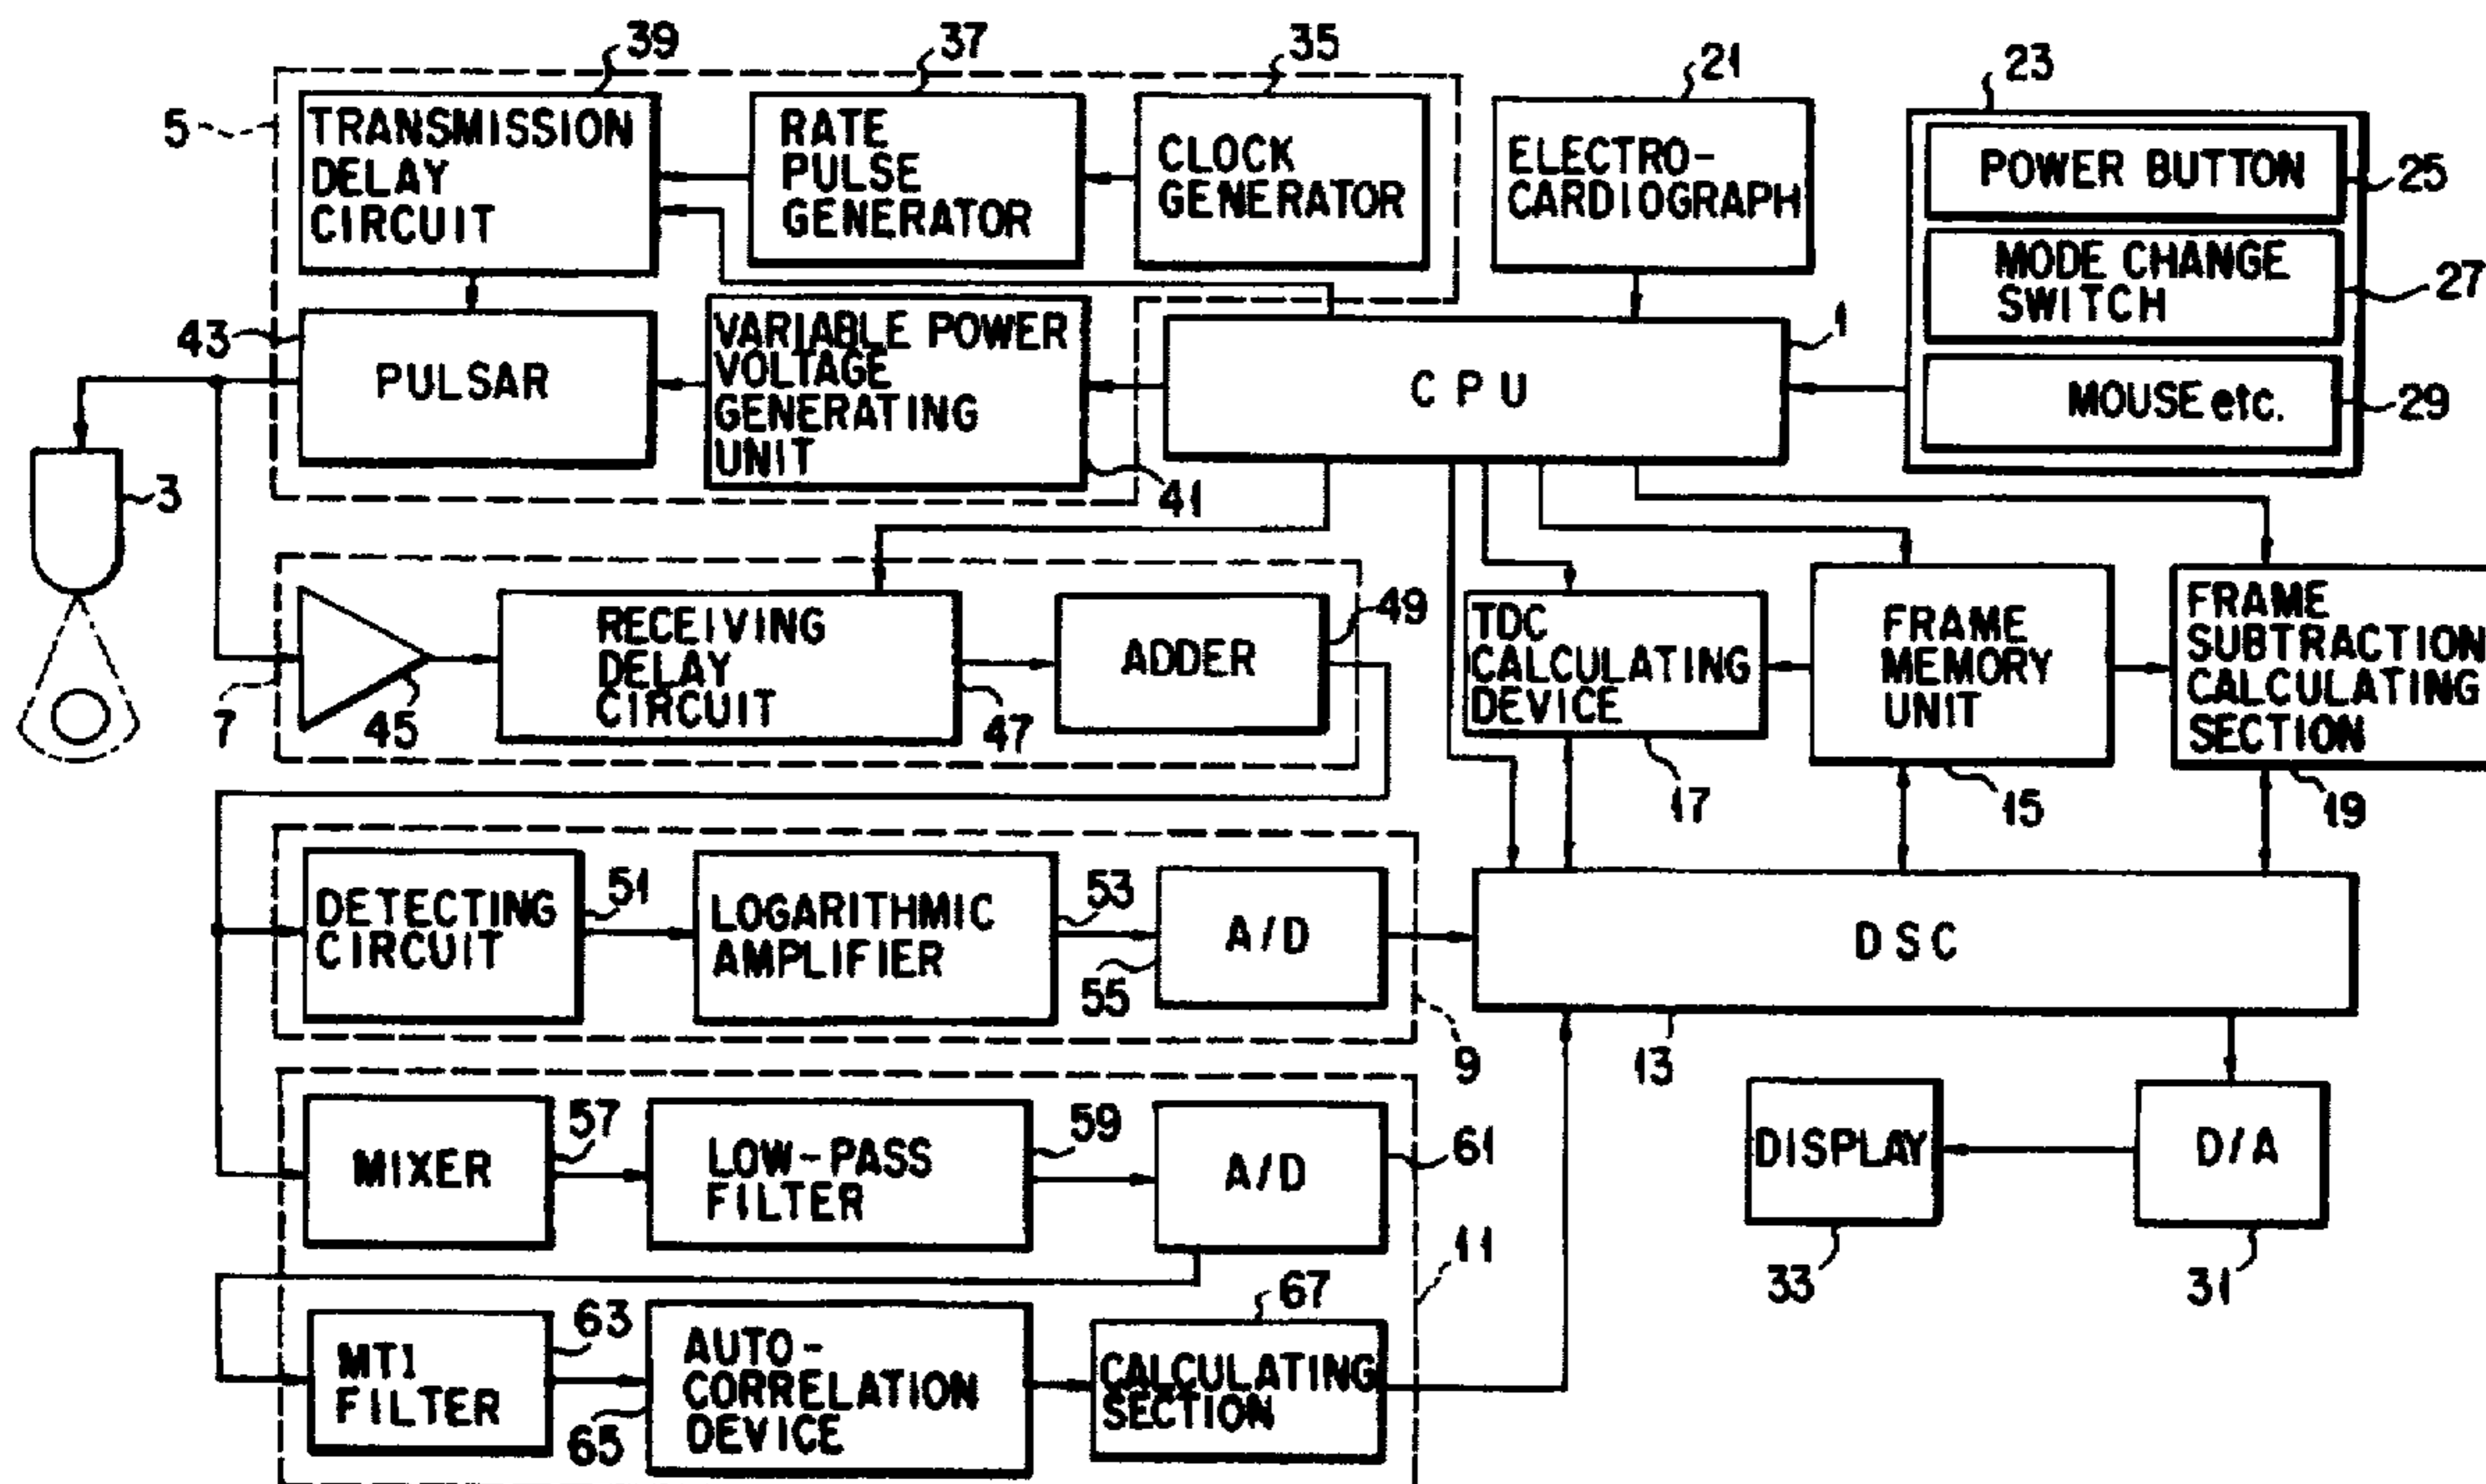 39
37
35
21
23
5
TRANSMISSION
DELAY
CIRCUIT
RATE
PULSE
GENERATOR
CLOCK
GENERATOR
ELECTRO-
CARDIOGRAPH
POWER BUTTON
25
MODE CHANGE
SWITCH
27
MOUSE etc.
29
43
PULSAR
VARIABLE POWER
VOLTAGE
GENERATING
UNIT
41
CPU
1
3
7
45
RECEIVING
DELAY
CIRCUIT
47
ADDER
49
TDC
CALCULATING
DEVICE
17
FRAME
MEMORY
UNIT
15
FRAME
SUBTRACTION
CALCULATING
SECTION
19
DETECTING
CIRCUIT
51
LOGARITHMIC
AMPLIFIER
53
A/D
55
9
DSC
13
MIXER
57
LOW-PASS
FILTER
59
A/D
61
11
DISPLAY
33
D/A
31
MTI
FILTER
63
AUTO-
CORRELATION
DEVICE
65
CALCULATING
SECTION
67